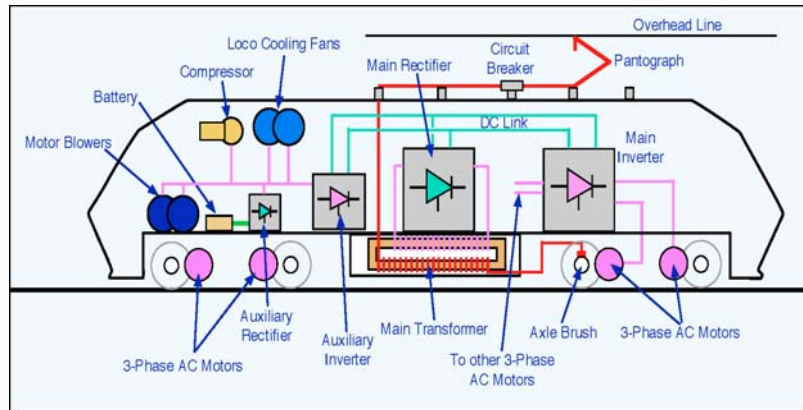 Overhead Line
Loco Cooling Fans
Circuit
Breaker
Main Rectifier
Pantograph
Compressor
Battery
DC Link
Main
Inverter
Motor Blowers
Auxiliary
Rectifier
Main Transformer
Axle Brush
3-Phase AC Motors
Auxiliary
Inverter
To other 3-Phase
AC Motors
3-Phase AC Motors